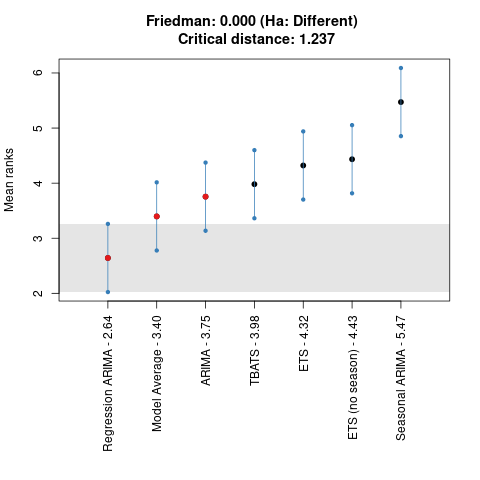 Friedman: 0.000 (Ha: Different)
Critical distance: 1.237
Mean ranks
6
5
4
3
2
Regression ARIMA - 2.64
Model Average - 3.40
ARIMA - 3.75
TBATS - 3.98
ETS - 4.32
ETS (no season) - 4.43
Seasonal ARIMA - 5.47